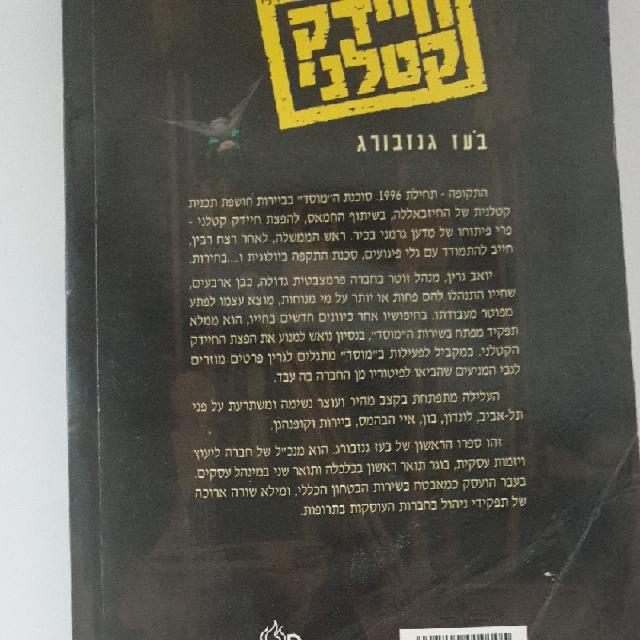 חיידק
קטלני
בעז גנזבורג
התקופה - תחילת 1996. סוכנת ה"מוסד" בביירות חושפת תכנית
קטלנית של החיזבאללה, בשיתוף החמאס, להפצת חיידק קטלני -
פרי פיתוחו של מדען גרמני בכיר. ראש הממשלה, לאחר רצח רבין,
חייב להתמודד עם גלי פיגועים, סכנת התקפה ביולוגית ו...בחירות.
יואב גרין, מנהל זוטר בחברה פרמצבטית גדולה, כבן ארבעים,
שחייו התנהלו להם פחות או יותר על מי מנוחות, מוצא עצמו לפתע
מפוטר מעבודתו. בחיפושיו אחר כיוונים חדשים בחייו, הוא ממלא
תפקיד מפתח בשירות ה"מוסד", בנסיון נואש למנוע את הפצת החיידק
הקטלני. במקביל לפעילות ב"מוסד" מתגלים לגרין פרטים מוזרים
לגבי המניעים שהביאו לפיטוריו מן החברה בה עבד.
העלילה מתפתחת בקצב מהיר ועוצר נשימה ומשתרעת על פני
תל-אביב, לונדון, בון, איי הבהמס, ביירות וקופנהגן.
זהו ספרו הראשון של בעז גנזבורג. הוא מנכ"ל של חברה ליעוץ
ויזמות עסקית, בוגר תואר ראשון בכלכלה ותואר שני במינהל עסקים.
בעבר הועסק כמאבטח בשירות הבטחון הכללי, ומילא שורה ארוכה
של תפקידי ניהול בחברות העוסקות בתרופות.